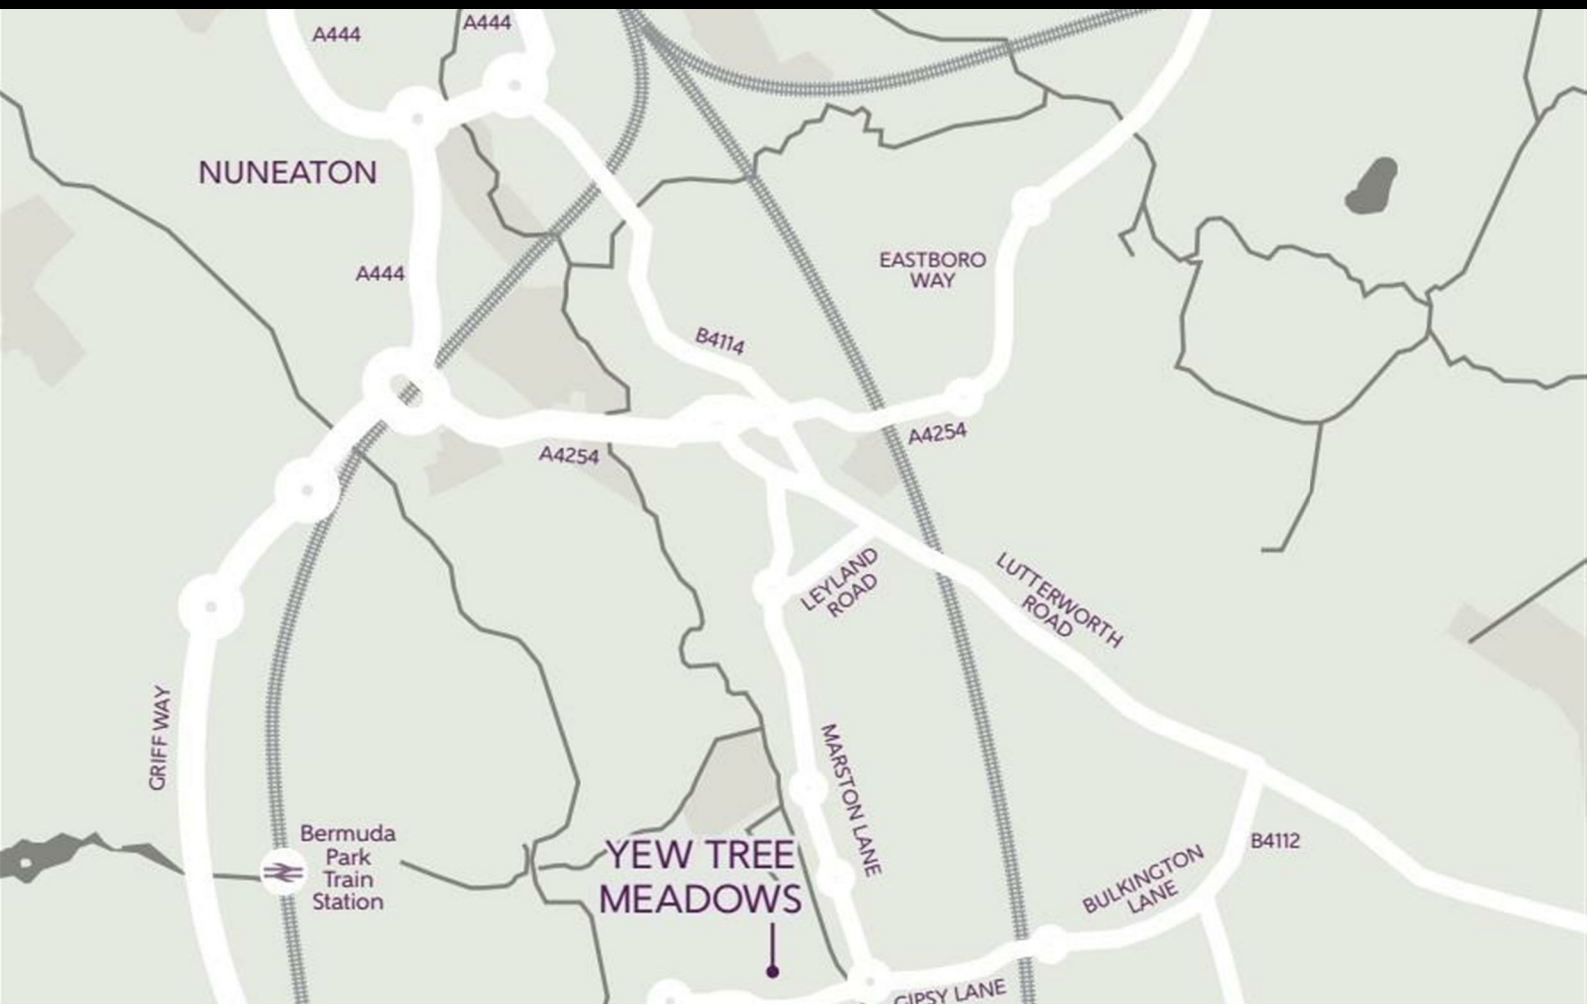 A444
A444
NUNEATON
A444
EASTBORO
WAY
B4114
A4254
A4254
LEYLAND
ROAD
LUTTERWORTH
ROAD
GRIFF WAY
MARSTON LANE
Bermuda
Park
Train
Station
YEW TREE
MEADOWS
B4112
BULKINGTON
LANE
GIPSY LANE